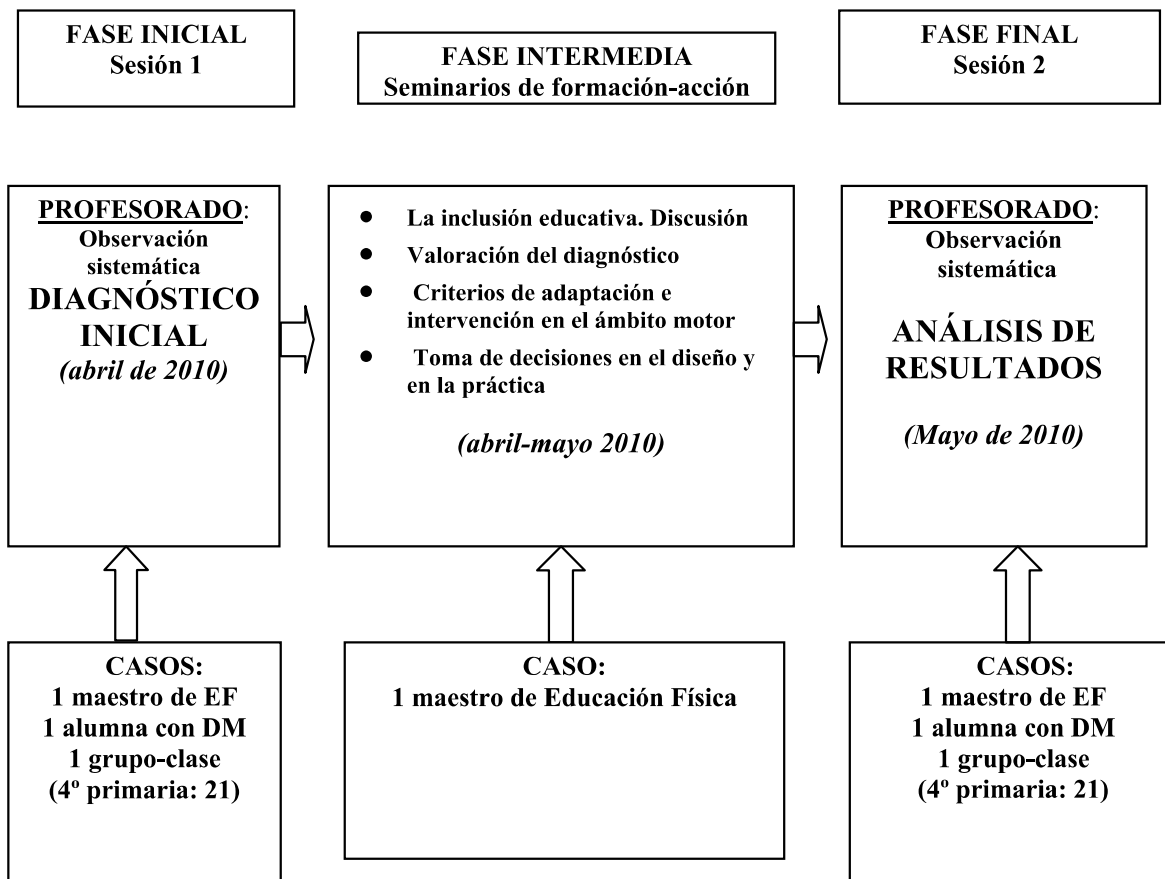 FASE INICIAL
Sesión 1
FASE INTERMEDIA
Seminarios de formación-acción
FASE FINAL
Sesión 2
PROFESORADO:
Observación
sistemática
DIAGNÓSTICO
INICIAL
(abril de 2010)
● La inclusión educativa. Discusión
● Valoración del diagnóstico
● Criterios de adaptación e
intervención en el ámbito motor
● Toma de decisiones en el diseño y
en la práctica
(abril-mayo 2010)
PROFESORADO:
Observación
sistemática
ANÁLISIS DE
RESULTADOS
(Mayo de 2010)
CASOS:
1 maestro de EF
1 alumna con DM
1 grupo-clase
(4º primaria: 21)
CASO:
1 maestro de Educación Física
CASOS:
1 maestro de EF
1 alumna con DM
1 grupo-clase
(4º primaria: 21)